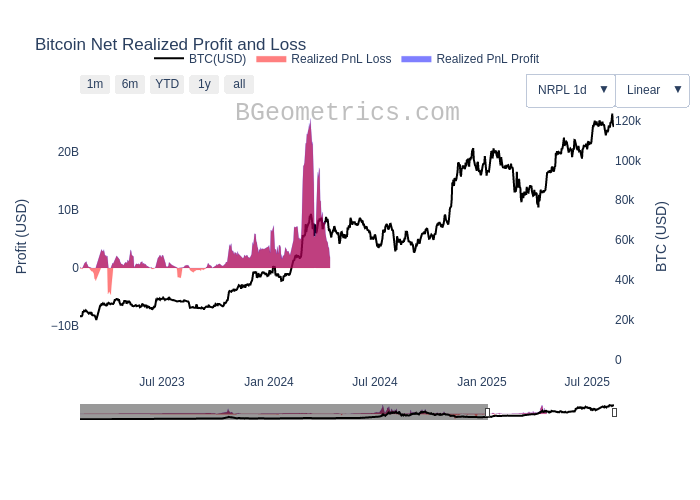 Bitcoin Net Realized Profit and Loss
BTC(USD) Realized PnL Loss Realized PnL Profit
1m 6m YTD 1y all
NRPL 1d ▼ Linear ▼
BGeometrics.com
20B
10B
0
−10B
Profit (USD)
120k
100k
80k
60k
40k
20k
0
BTC (USD)
Jul 2023 Jan 2024 Jul 2024 Jan 2025 Jul 2025